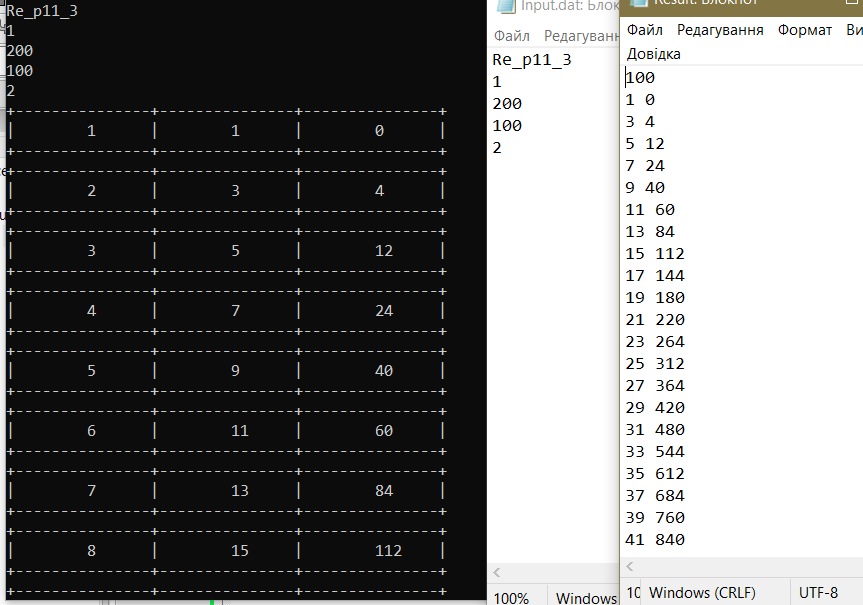 Re_p11_3
1
200
100
2
1 1 0
2 3 4
3 5 12
4 7 24
5 9 40
6 11 60
7 13 84
8 15 112
Input.dat: Блок
Файл Редагуванн
Re_p11_3
1
200
100
2
100% Windows
Result: Блокнот
Файл Редагування Формат Ви
Довідка
100
1 0
3 4
5 12
7 24
9 40
11 60
13 84
15 112
17 144
19 180
21 220
23 264
25 312
27 364
29 420
31 480
33 544
35 612
37 684
39 760
41 840
10 Windows (CRLF) UTF-8